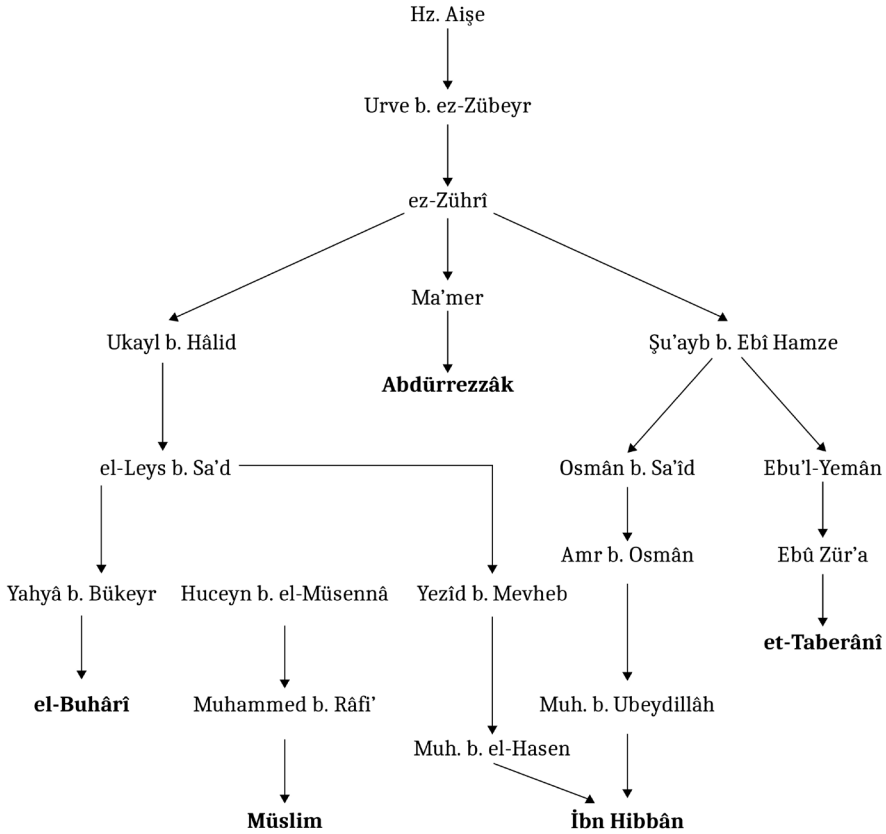 Hz. Aişe
Urve b. ez-Zübeyr
ez-Zührî
Ma’mer
Ukayl b. Hâlid
Şu’ayb b. Ebî Hamze
Abdürrezzâk
el-Leys b. Sa’d
Osmân b. Sa’îd
Ebu’l-Yemân
Amr b. Osmân
Ebû Zür’a
Yahyâ b. Bükeyr
Huceyn b. el-Müsennâ
Yezîd b. Mevheb
et-Taberânî
el-Buhârî
Muhammed b. Râfi’
Muh. b. Ubeydillâh
Muh. b. el-Hasen
Müslim
İbn Hibbân